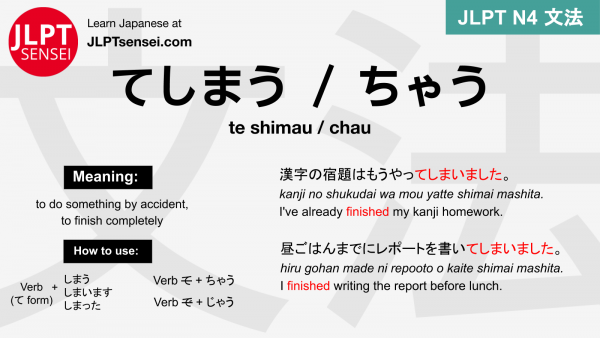 JLPT
SENSEI
Learn Japanese at
JLPTsensei.com
JLPT N4 文法
てしまう / ちゃう
te shimau / chau
Meaning:
to do something by accident,
to finish completely
How to use:
Verb
(て form)
+
しまう
しまいます
しまった
Verb て + ちゃう
Verb で + じゃう
漢字の宿題はもうやってしまいました。
kanji no shukudai wa mou yatte shimai mashita.
I've already finished my kanji homework.
昼ごはんまでにレポートを書いてしまいました。
hiru gohan made ni repooto o kaite shimai mashita.
I finished writing the report before lunch.
文法